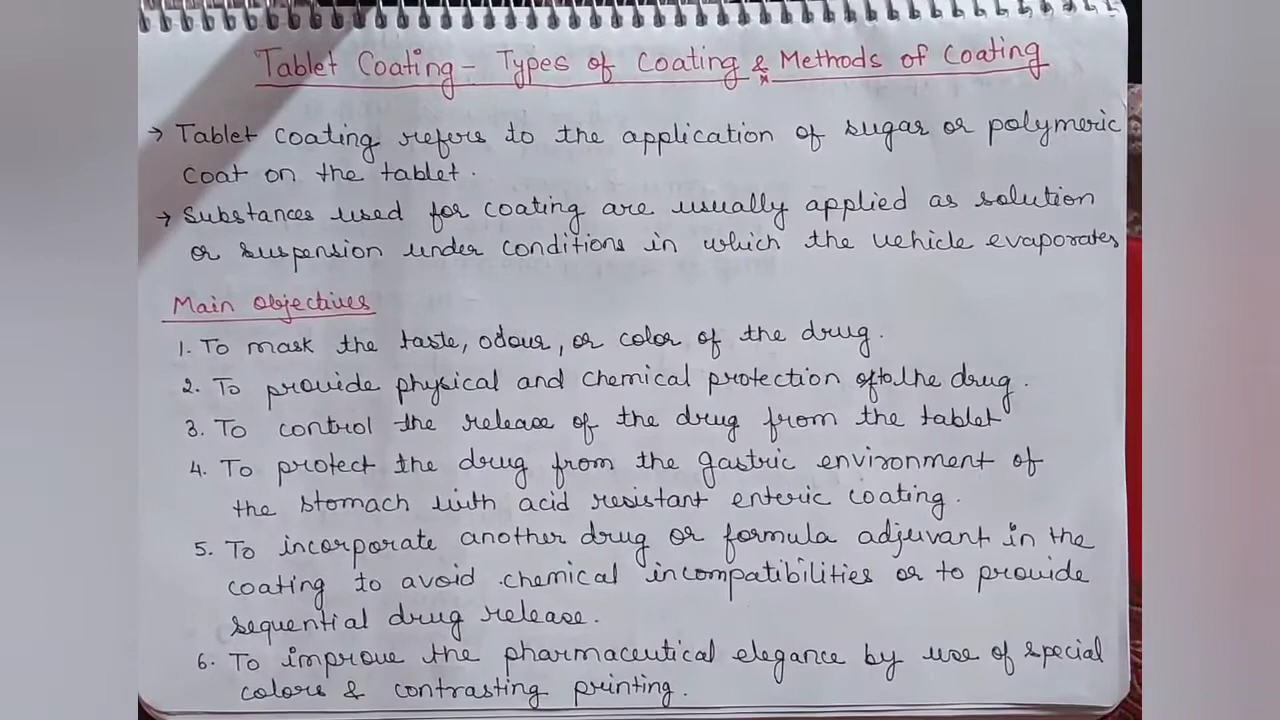 Tablet Coating - Types of Coating & Methods of Coating
→ Tablet coating refers to the application of sugar or polymeric
coat on the tablet.
→ Substances used for coating are usually applied as solution
or suspension under conditions in which the vehicle evaporates
Main Objectives
1. To mask the taste, odour, or color of the drug.
2. To provide physical and chemical protection to the drug.
3. To control the release of the drug from the tablet
4. To protect the drug from the gastric environment of
the stomach with acid resistant enteric coating.
5. To incorporate another drug or formula adjuvant in the
coating to avoid chemical incompatibilities or to provide
sequential drug release.
6. To improve the pharmaceutical elegance by use of special
colors & contrasting printing.